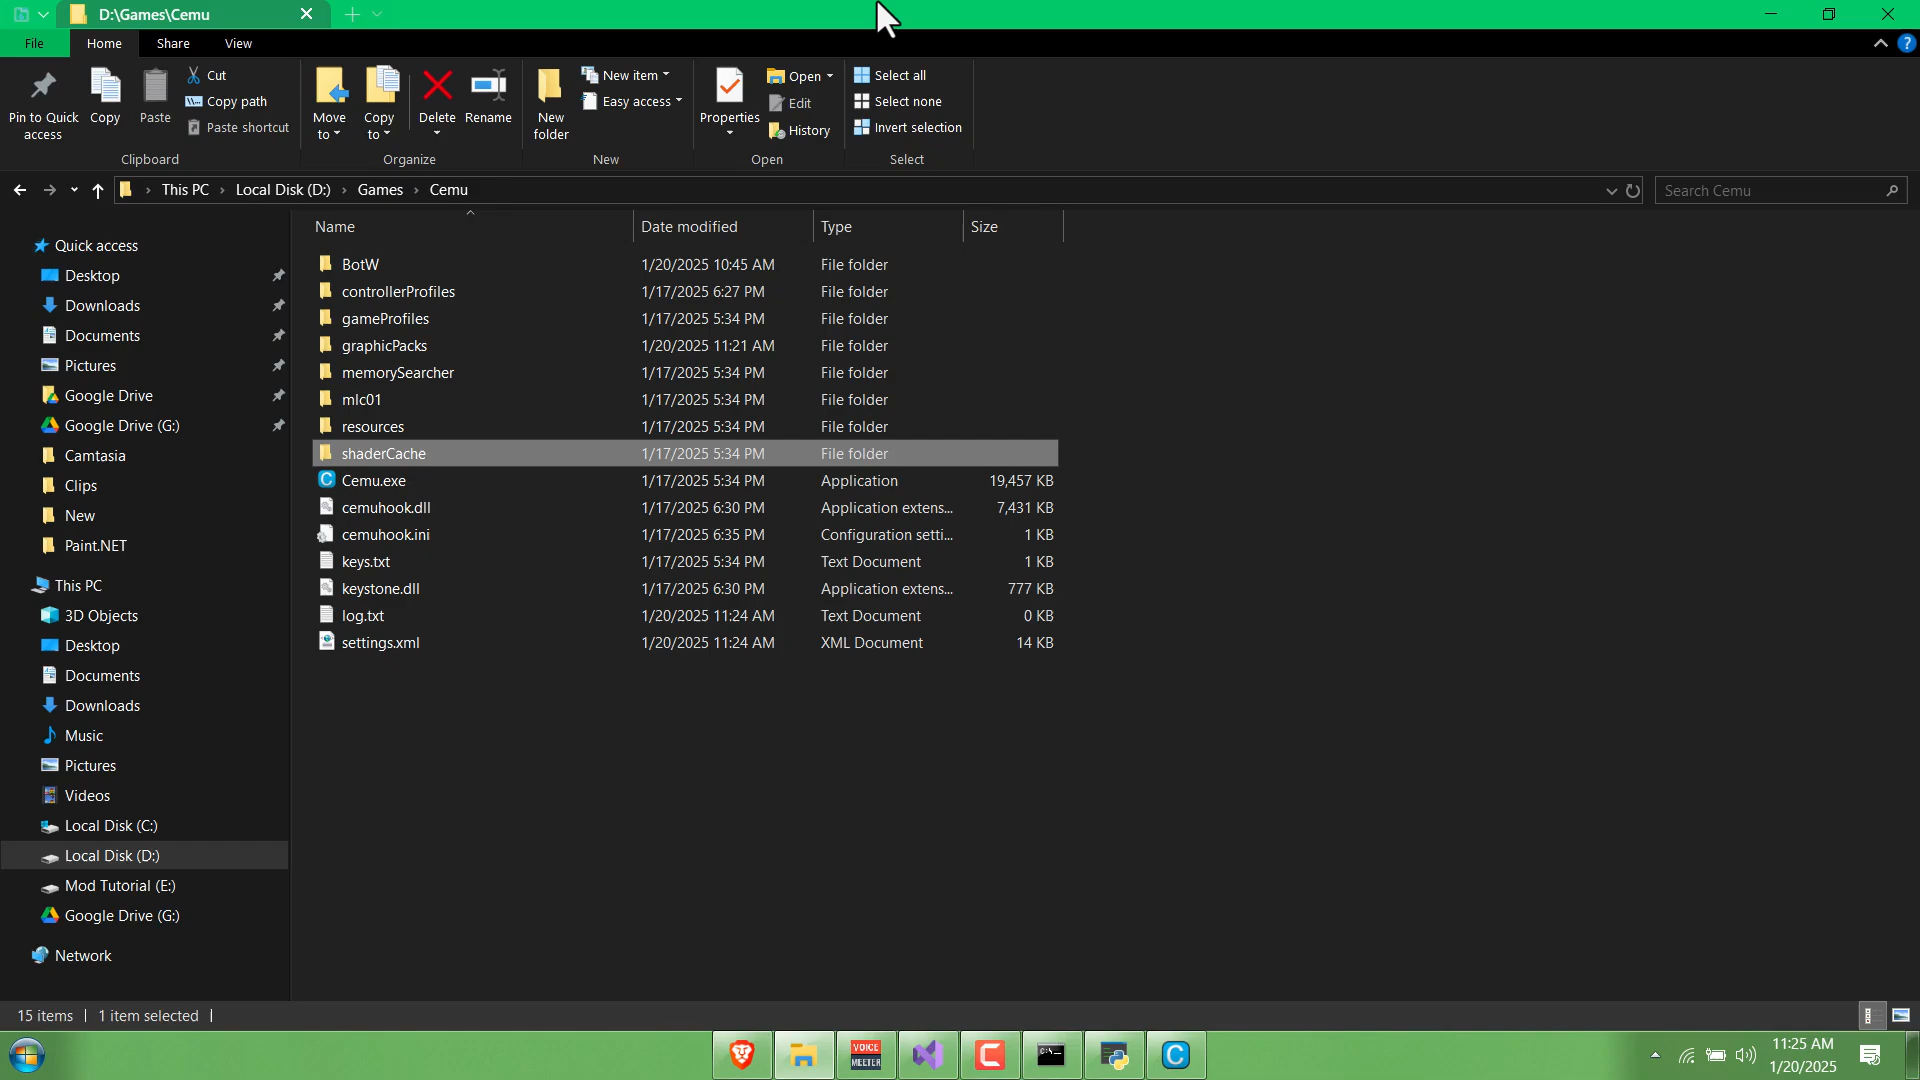 D:\Games\Cemu
File
Home
Share
View
Pin to Quick access
Copy
Paste
Cut
Copy path
Paste shortcut
Clipboard
Move to
Copy to
Delete
Rename
Organize
New folder
New item
Easy access
New
Properties
Open
Edit
History
Open
Select all
Select none
Invert selection
Select
This PC
Local Disk (D:)
Games
Cemu
Search Cemu
Name
Date modified
Type
Size
BotW 1/20/2025 10:45 AM File folder
controllerProfiles 1/17/2025 6:27 PM File folder
gameProfiles 1/17/2025 5:34 PM File folder
graphicPacks 1/20/2025 11:21 AM File folder
memorySearcher 1/17/2025 5:34 PM File folder
mlc01 1/17/2025 5:34 PM File folder
resources 1/17/2025 5:34 PM File folder
shaderCache 1/17/2025 5:34 PM File folder
Cemu.exe 1/17/2025 5:34 PM Application 19,457 KB
cemuhook.dll 1/17/2025 6:30 PM Application extens... 7,431 KB
cemuhook.ini 1/17/2025 6:35 PM Configuration setti... 1 KB
keys.txt 1/17/2025 5:34 PM Text Document 1 KB
keystone.dll 1/17/2025 6:30 PM Application extens... 777 KB
log.txt 1/20/2025 11:24 AM Text Document 0 KB
settings.xml 1/20/2025 11:24 AM XML Document 14 KB
Quick access
Desktop
Downloads
Documents
Pictures
Google Drive
Google Drive (G:)
Camtasia
Clips
New
Paint.NET
This PC
3D Objects
Desktop
Documents
Downloads
Music
Pictures
Videos
Local Disk (C:)
Local Disk (D:)
Mod Tutorial (E:)
Google Drive (G:)
Network
15 items
1 item selected
VOICE
MEETER
11:25 AM
1/20/2025